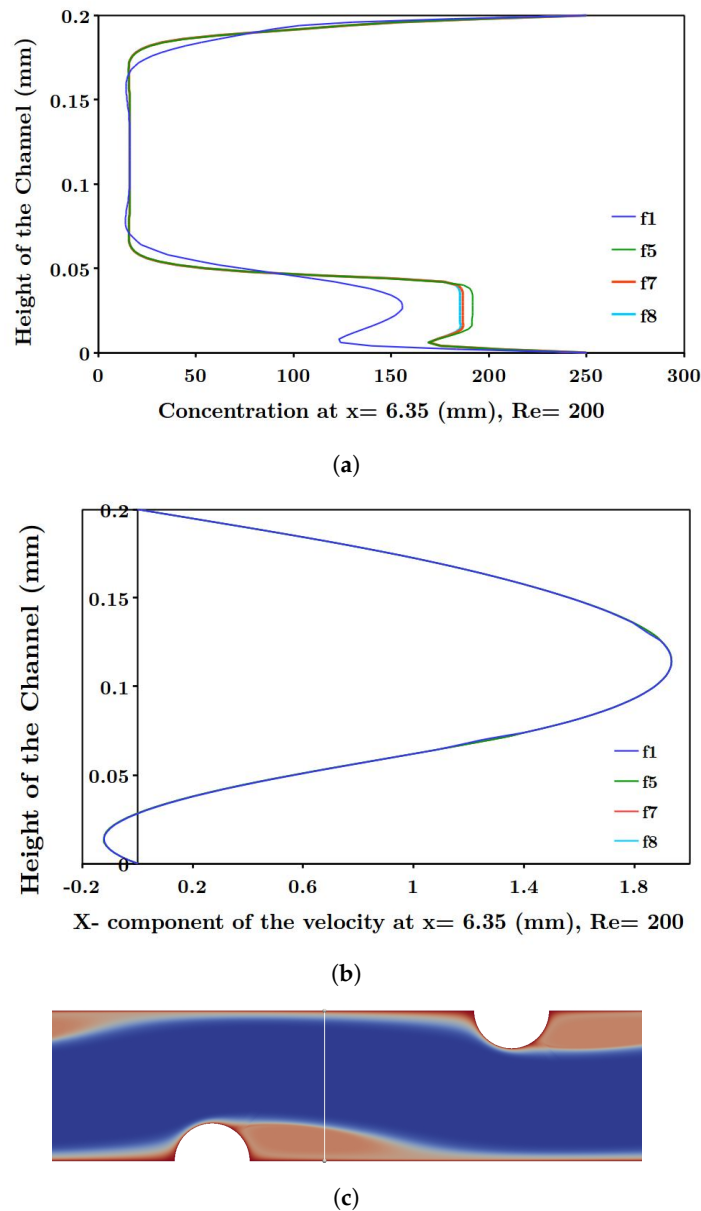 0.2
0.15
0.1
0.05
0
0
50
100
150
200
250
300
Height of the Channel (mm)
f1
f5
f7
f8
Concentration at x= 6.35 (mm), Re= 200
(a)
0.2
0.15
0.1
0.05
0
-0.2
0.2
0.6
1
1.4
1.8
Height of the Channel (mm)
f1
f5
f7
f8
X- component of the velocity at x= 6.35 (mm), Re= 200
(b)
(c)